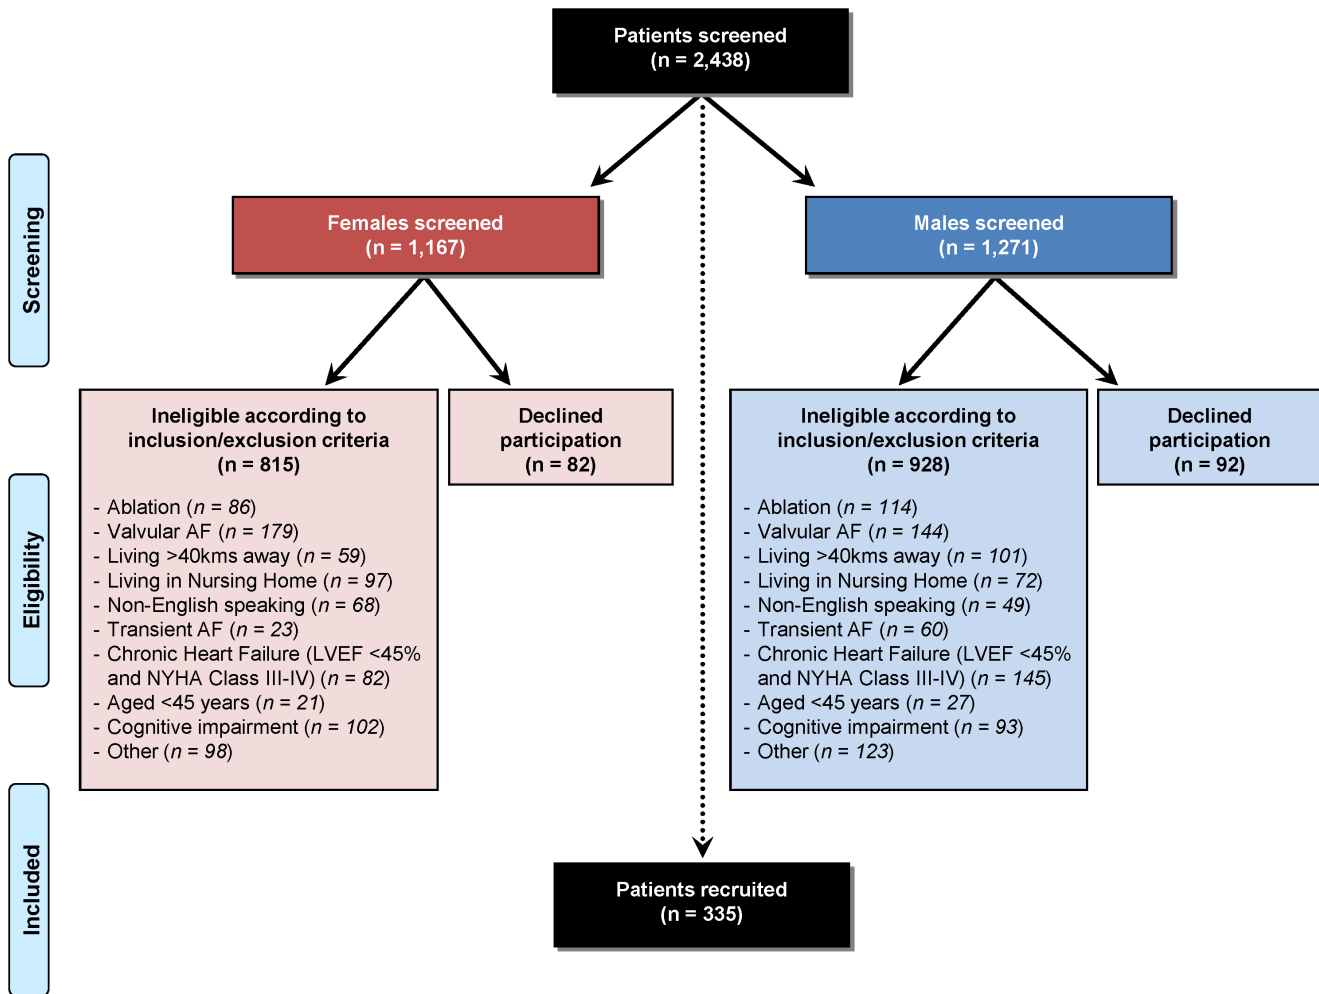 Patients screened
(n = 2,438)
Screening
Females screened
(n = 1,167)
Males screened
(n = 1,271)
Ineligible according to
inclusion/exclusion criteria
(n = 815)
- Ablation (n = 86)
- Valvular AF (n = 179)
- Living >40kms away (n = 59)
- Living in Nursing Home (n = 97)
- Non-English speaking (n = 68)
- Transient AF (n = 23)
- Chronic Heart Failure (LVEF <45%
and NYHA Class III-IV) (n = 82)
- Aged <45 years (n = 21)
- Cognitive impairment (n = 102)
- Other (n = 98)
Declined
participation
(n = 82)
Ineligible according to
inclusion/exclusion criteria
(n = 928)
- Ablation (n = 114)
- Valvular AF (n = 144)
- Living >40kms away (n = 101)
- Living in Nursing Home (n = 72)
- Non-English speaking (n = 49)
- Transient AF (n = 60)
- Chronic Heart Failure (LVEF <45%
and NYHA Class III-IV) (n = 145)
- Aged <45 years (n = 27)
- Cognitive impairment (n = 93)
- Other (n = 123)
Declined
participation
(n = 92)
Eligibility
Included
Patients recruited
(n = 335)